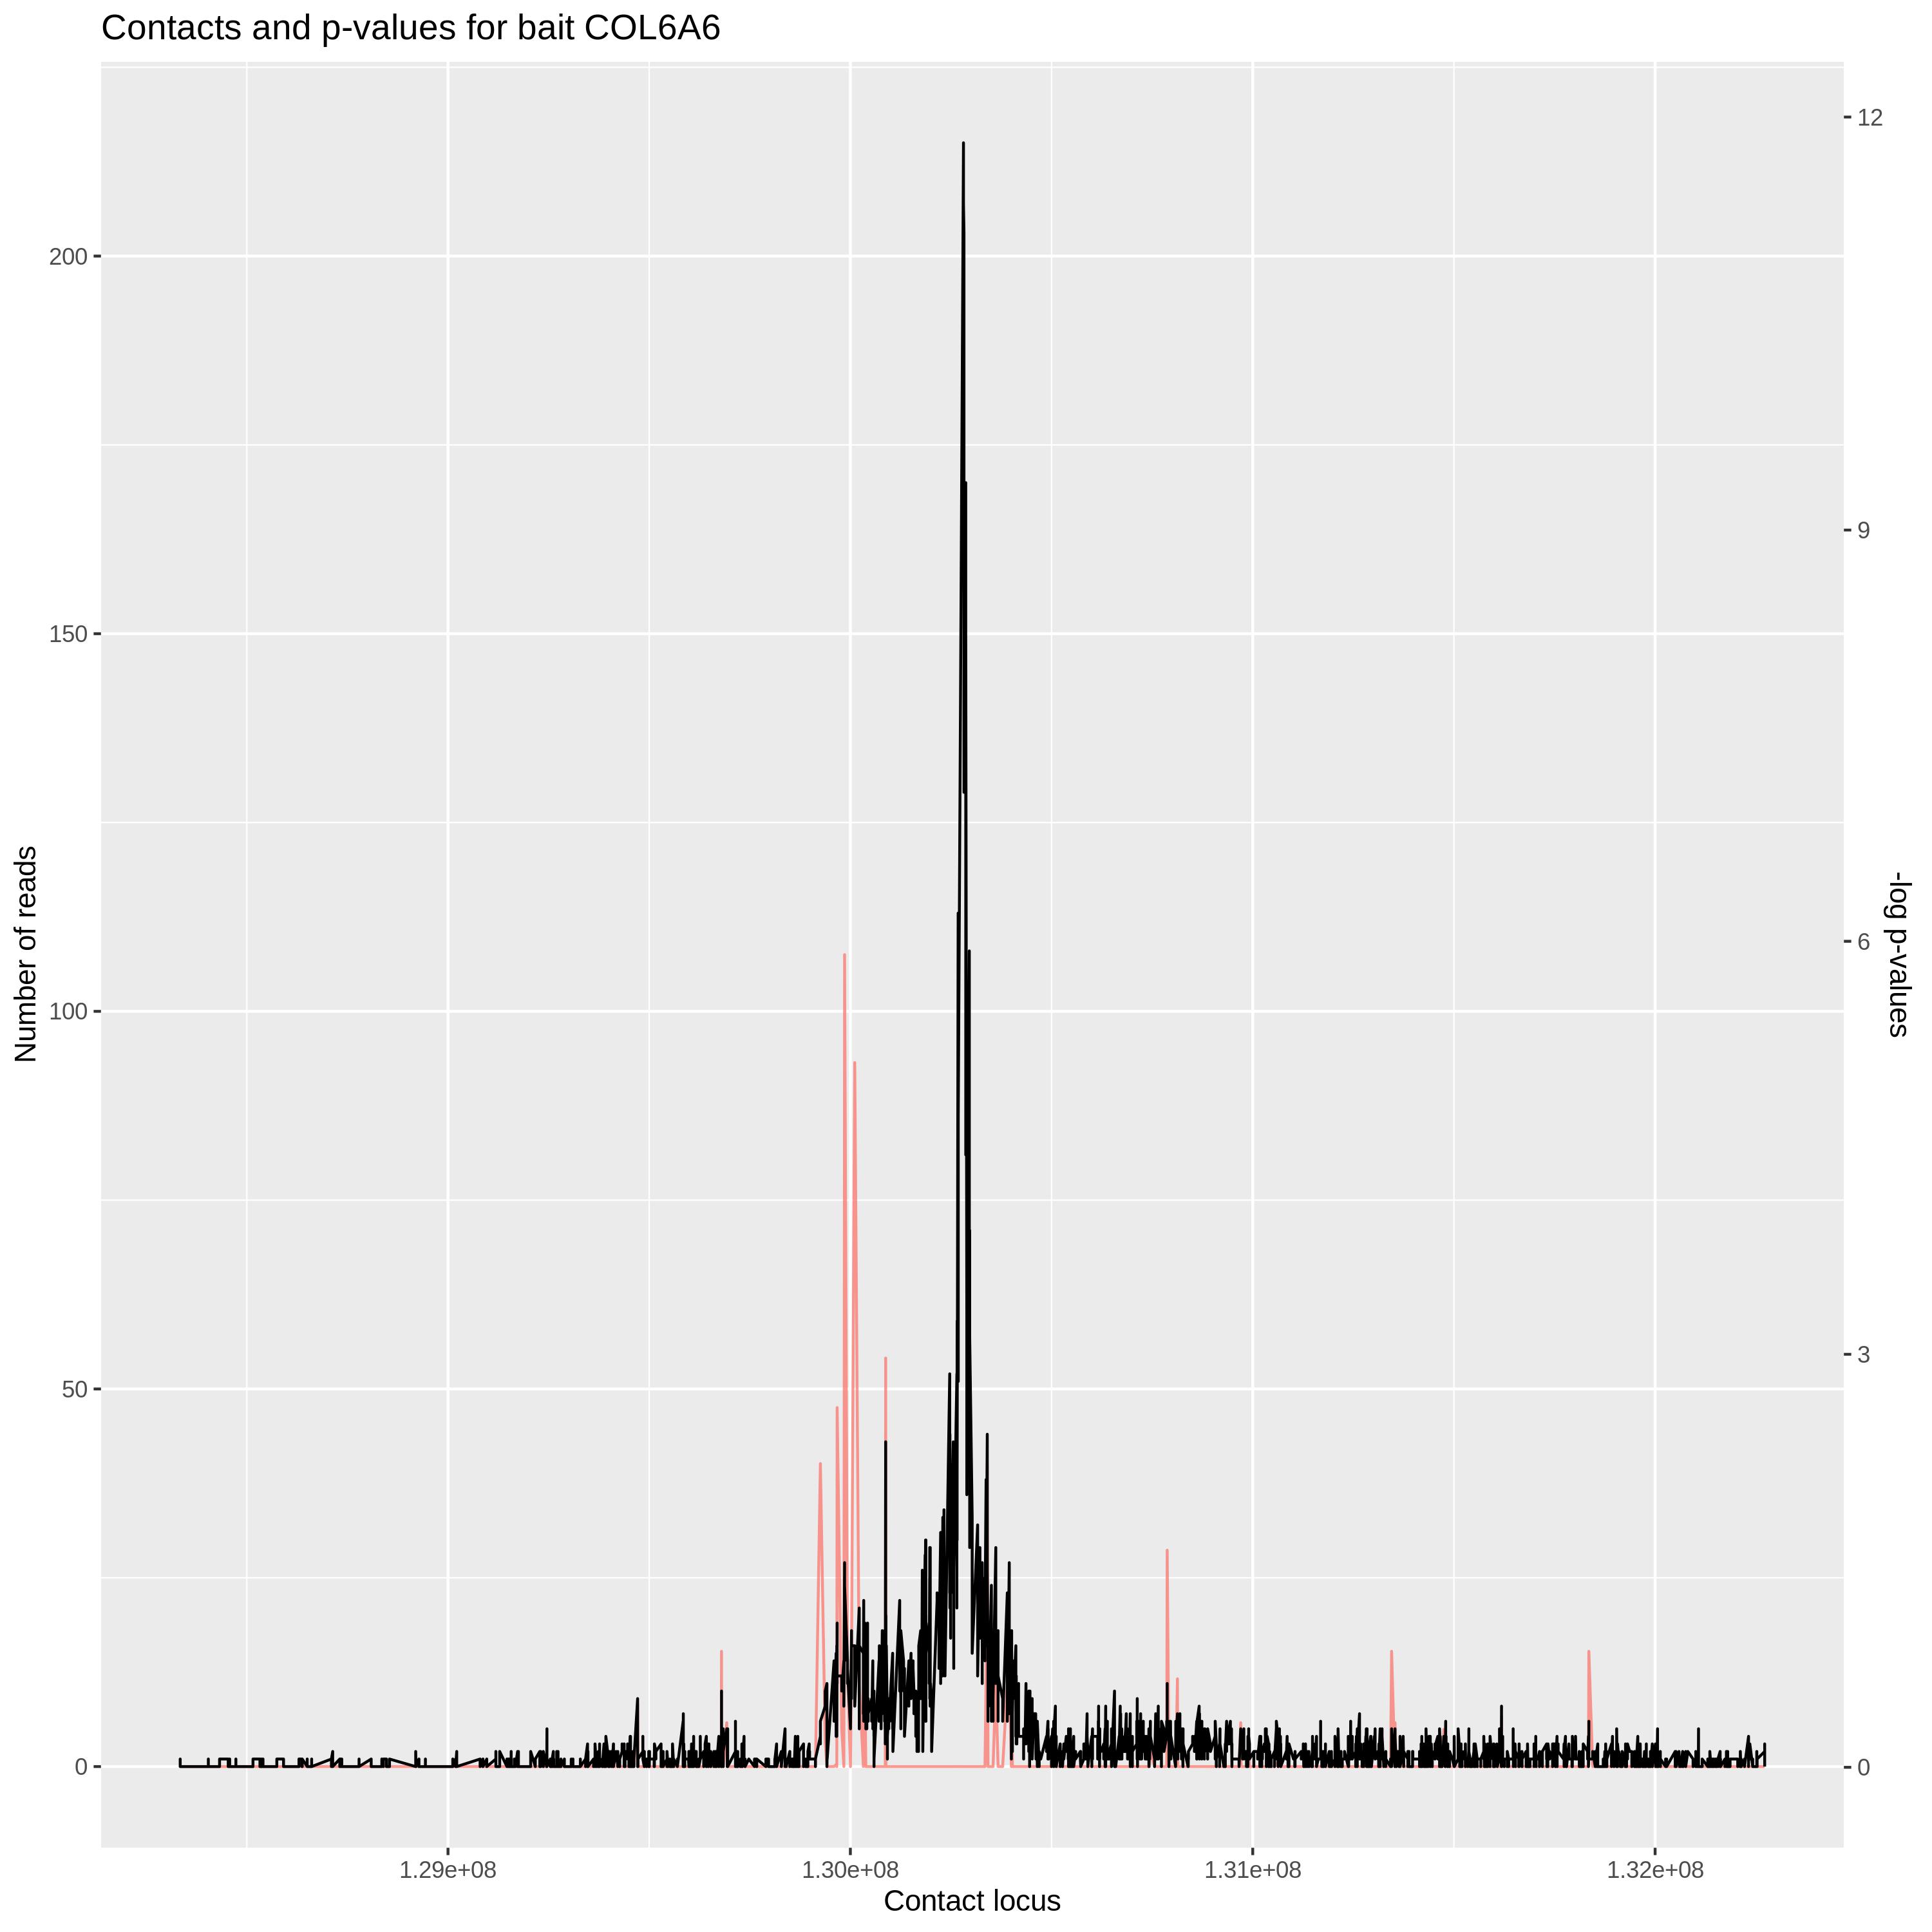 Contacts and p-values for bait COL6A6
Number of reads
200
150
100
50
0
12
9
6
3
0
-log p-values
1.29e+08 1.30e+08 1.31e+08 1.32e+08
Contact locus